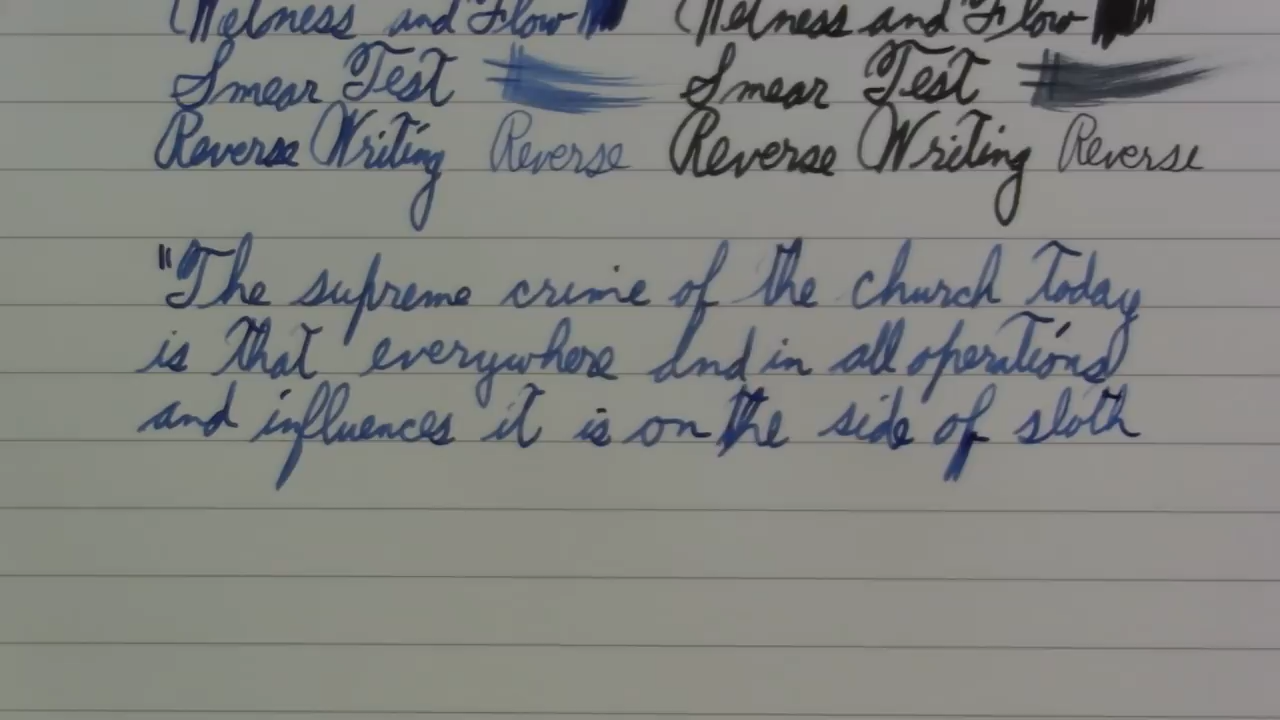 Wetness and Flow Wetness and Flow
Smear Test Smear Test
Reverse Writing Reverse Reverse Writing Reverse
"The supreme crime of the church today
is that everywhere and in all operations
and influences it is on the side of sloth